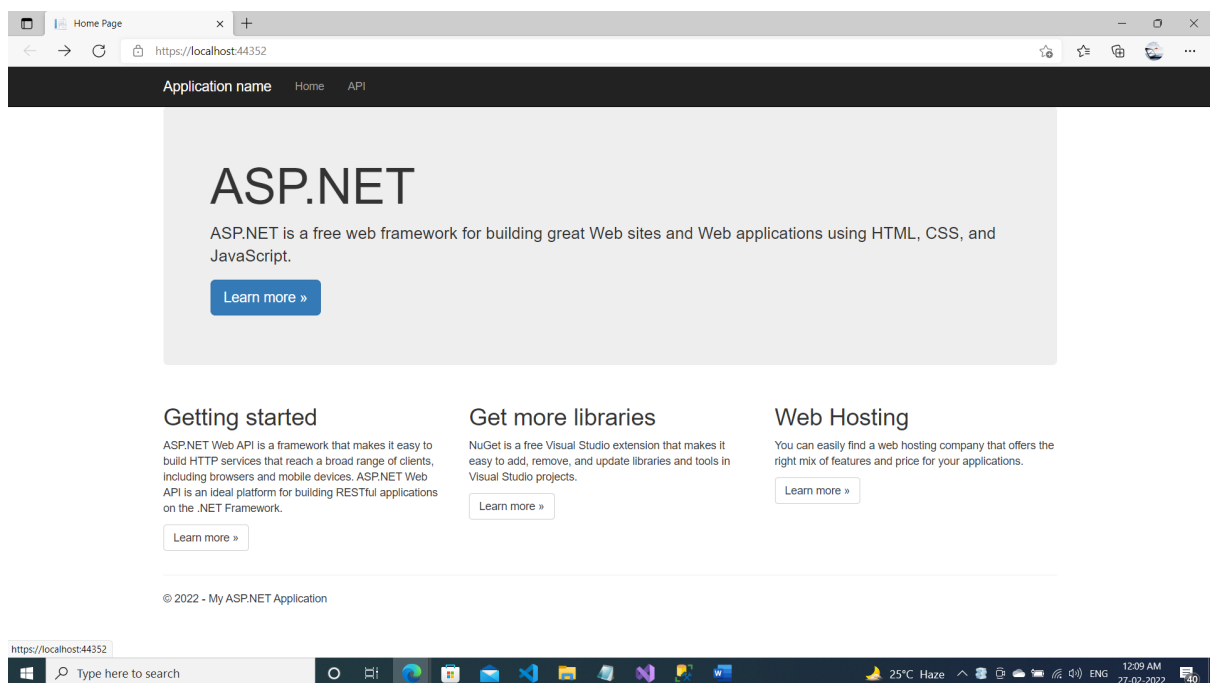 Home Page
https://localhost:44352
Application name Home API
ASP.NET
ASP.NET is a free web framework for building great Web sites and Web applications using HTML, CSS, and
JavaScript.
Learn more »
Getting started
ASP.NET Web API is a framework that makes it easy to
build HTTP services that reach a broad range of clients,
including browsers and mobile devices. ASP.NET Web
API is an ideal platform for building RESTful applications
on the .NET Framework.
Learn more »
Get more libraries
NuGet is a free Visual Studio extension that makes it
easy to add, remove, and update libraries and tools in
Visual Studio projects.
Learn more »
Web Hosting
You can easily find a web hosting company that offers the
right mix of features and price for your applications.
Learn more »
© 2022 - My ASP.NET Application
https://localhost:44352
Type here to search
25°C Haze
ENG
12:09 AM
27-02-2022
40